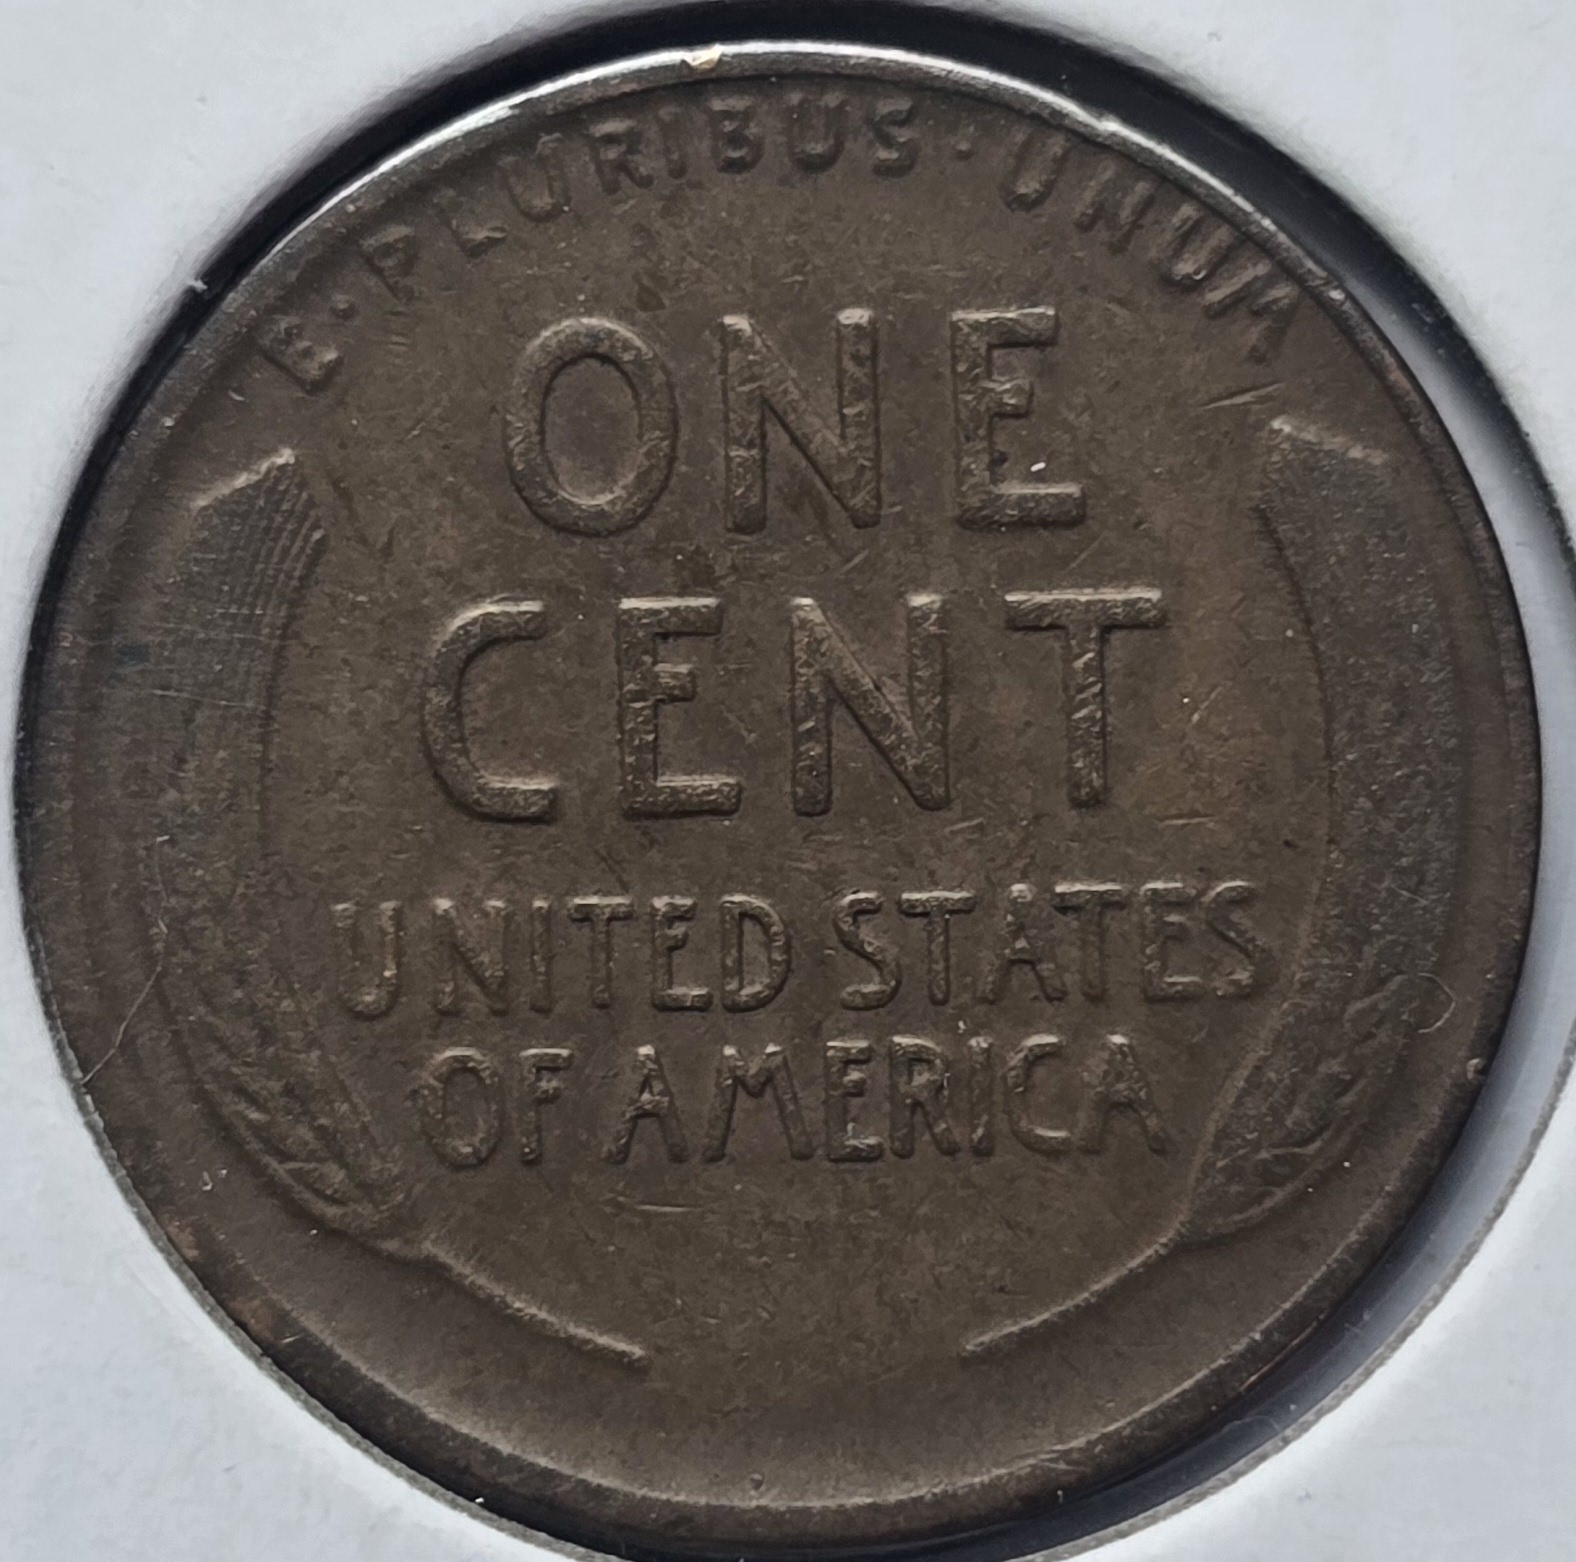 E·PLURIBUS·UNUM
ONE
CENT
UNITED STATES
OF AMERICA